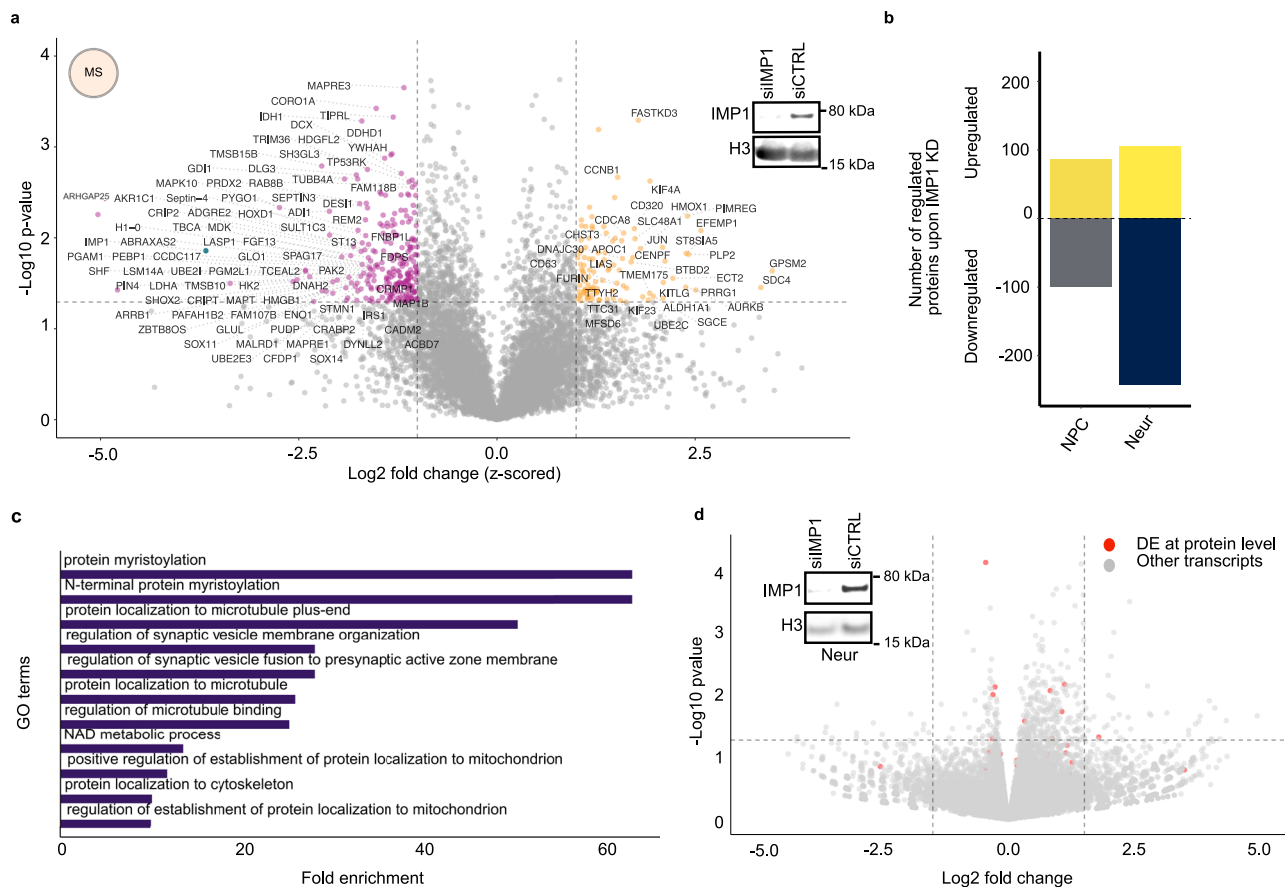 a
MS
4
3
2
1
0
-Log10 p-value
-5.0
-2.5
0.0
2.5
Log2 fold change (z-scored)
MAPRE3
CORO1A
IDH1 TIPRL
DCX
DDHD1
TRIM36 HDGFL2
YWHAH
TMSB15B SH3GL3
TP53RK
GDI1 DLG3
TUBB4A
MAPK10 PRDX2 RAB8B
FAM118B
ARHGAP25 AKR1C1 Septin-4 PYGO1 SEPTIN3
DESI1
CRIP2 ADGRE2 HOXD1 ADI1 REM2
H1-0 TBCA MDK SULT1C3
FNBP1L
IMP1 ABRAXAS2 LASP1 FGF13 ST13
PGAM1 PEBP1 CCDC117 GLO1 SPAG17 FDPS
SHF LSM14A UBE2I PGM2L1 TCEAL2 PAK2
PIN4 LDHA TMSB10 HK2 DNAH2 CRMP1
SHOX2 CRIPT MAPT HMGB1 MAP1B
STMN1
ARRB1 PAFAH1B2 FAM107B ENO1 IRS1
ZBTB8OS GLUL PUDP CRABP2 CADM2
SOX11 MALRD1 MAPRE1 DYNLL2 ACBD7
UBE2E3 CFDP1 SOX14
FASTKD3
CCNB1
KIF4A
CD320 HMOX1 PIMREG
CDCA8 SLC48A1 EFEMP1
CHST3 JUN ST8SIA5
DNAJC30 APOC1 CENPF PLP2
CD63 LIAS BTBD2 GPSM2
FURIN TMEM175 ECT2 SDC4
TTYH2 KITLG PRRG1
TTC31 ALDH1A1 AURKB
MFSD6 KIF23 SGCE
UBE2C
siIMP1
siCTRL
IMP1
H3
80 kDa
15 kDa
b
Number of regulated
proteins upon IMP1 KD
Downregulated
Upregulated
200
100
0
-100
-200
NPC
Neur
c
GO terms
protein myristoylation
N-terminal protein myristoylation
protein localization to microtubule plus-end
regulation of synaptic vesicle membrane organization
regulation of synaptic vesicle fusion to presynaptic active zone membrane
protein localization to microtubule
regulation of microtubule binding
NAD metabolic process
positive regulation of establishment of protein localization to mitochondrion
protein localization to cytoskeleton
regulation of establishment of protein localization to mitochondrion
0
20
40
60
Fold enrichment
d
siIMP1
siCTRL
IMP1
H3
80 kDa
15 kDa
Neur
DE at protein level
Other transcripts
4
3
2
1
0
-Log10 pvalue
-5.0
-2.5
0.0
2.5
5.0
Log2 fold change